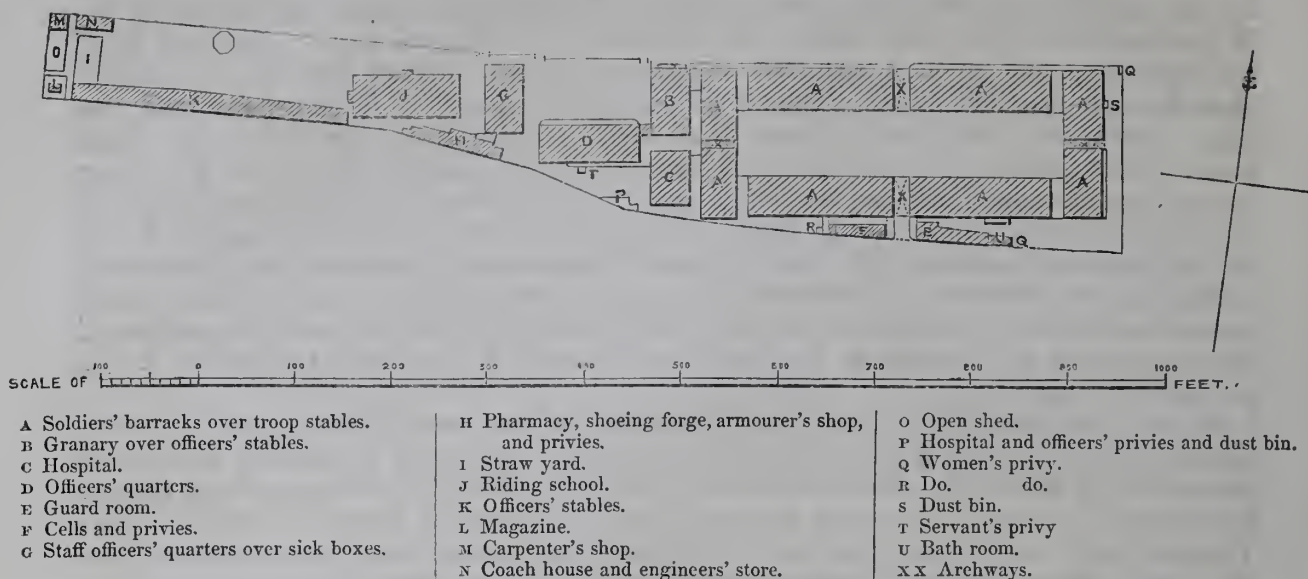 M N
O I
L K J G H
B A A X A A Q
S
D X X X
C A A X A A
T P
R F E U Q
SCALE OF 100 0 100 200 300 400 500 600 700 800 850 1000 FEET.
A Soldiers' barracks over troop stables.
B Granary over officers' stables.
C Hospital.
D Officers' quarters.
E Guard room.
F Cells and privies.
G Staff officers' quarters over sick boxes.
H Pharmacy, shoeing forge, armourer's shop,
and privies.
I Straw yard.
J Riding school.
K Officers' stables.
L Magazine.
M Carpenter's shop.
N Coach house and engineers' store.
O Open shed.
P Hospital and officers' privies and dust bin.
Q Women's privy.
R Do. do.
S Dust bin.
T Servant's privy
U Bath room.
XX Archways.